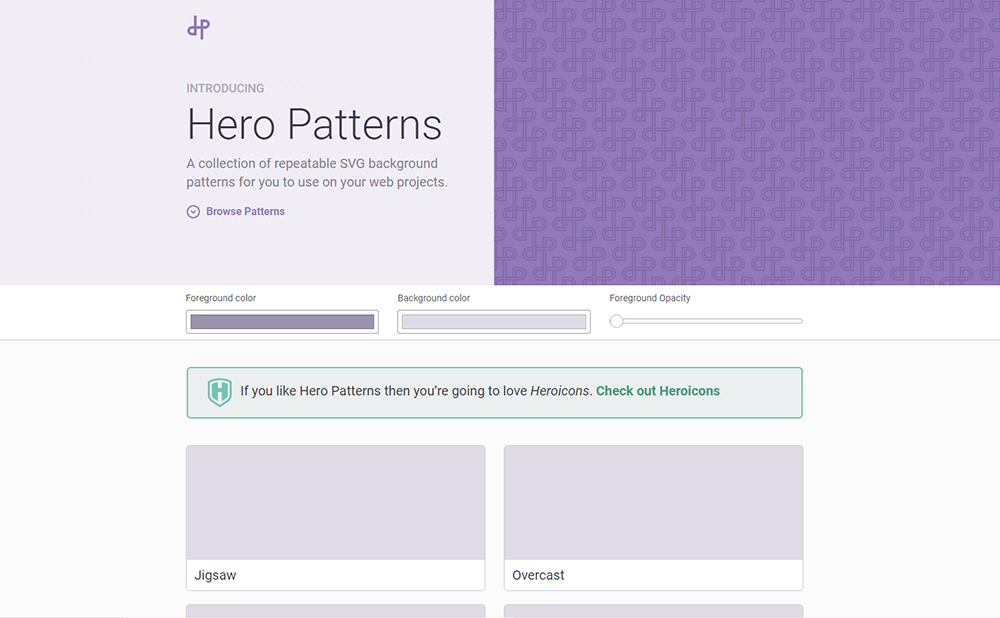 INTRODUCING
Hero Patterns
A collection of repeatable SVG background
patterns for you to use on your web projects.
Browse Patterns
Foreground color
Background color
Foreground Opacity
If you like Hero Patterns then you’re going to love Heroicons. Check out Heroicons
Jigsaw
Overcast